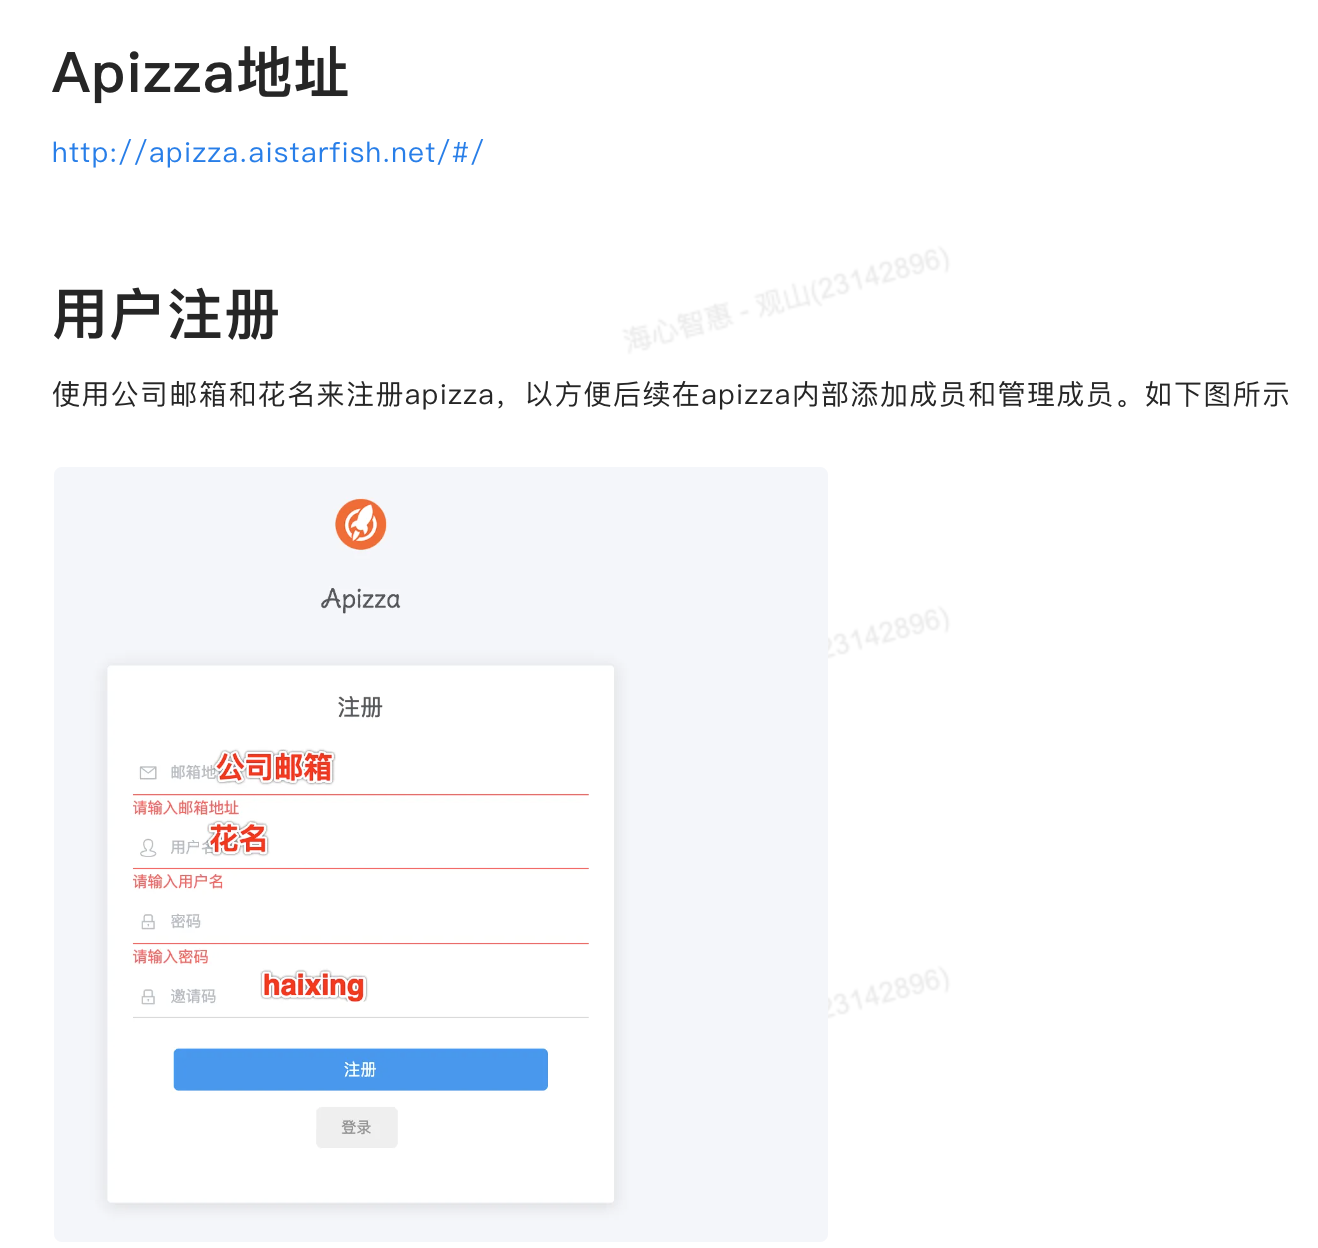 Apizza地址
http://apizza.aistarfish.net/#/
海心智惠 - 观山(23142896)
用户注册
使用公司邮箱和花名来注册apizza，以方便后续在apizza内部添加成员和管理成员。如下图所示
Apizza
23142896)
注册
邮箱地 公司邮箱
请输入邮箱地址
用户名 花名
请输入用户名
密码
请输入密码
邀请码 haixing
23142896)
注册
登录